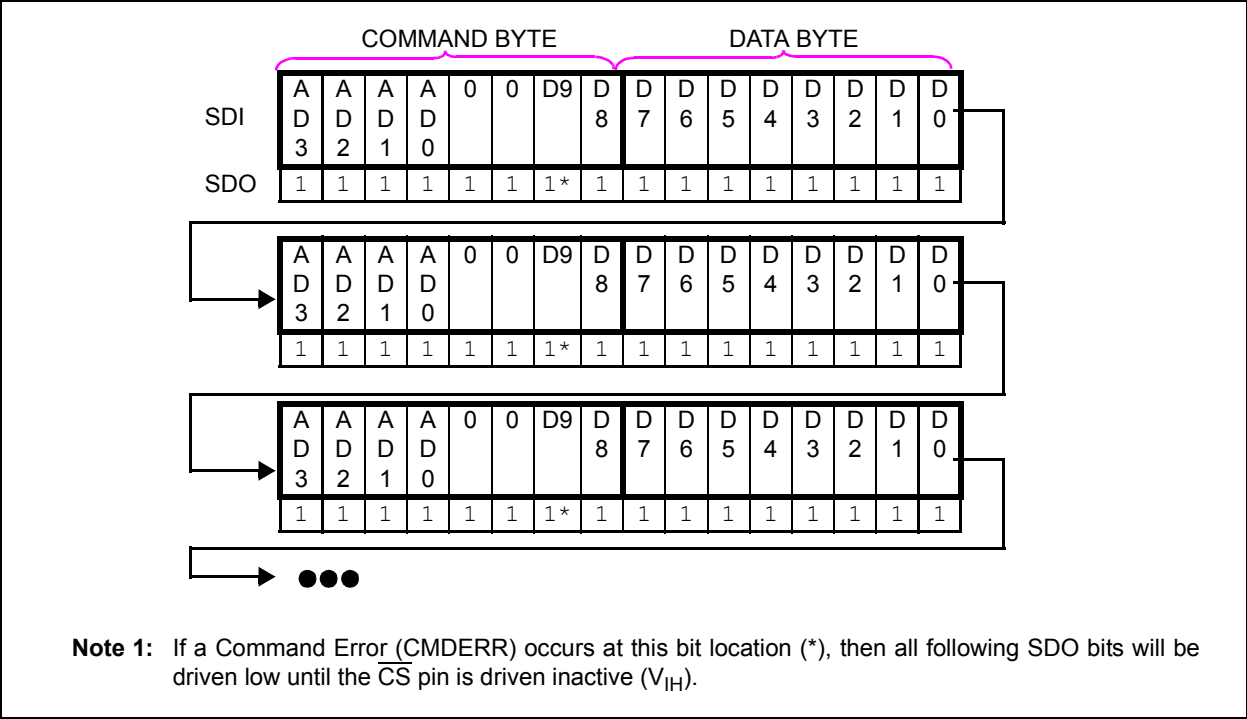 COMMAND BYTE DATA BYTE
SDI A D 3 A D 2 A D 1 A D 0 0 0 D9 D 8 D 7 D 6 D 5 D 4 D 3 D 2 D 1 D 0
SDO 1 1 1 1 1 1 1* 1 1 1 1 1 1 1 1 1
A D 3 A D 2 A D 1 A D 0 0 0 D9 D 8 D 7 D 6 D 5 D 4 D 3 D 2 D 1 D 0
1 1 1 1 1 1 1* 1 1 1 1 1 1 1 1 1
A D 3 A D 2 A D 1 A D 0 0 0 D9 D 8 D 7 D 6 D 5 D 4 D 3 D 2 D 1 D 0
1 1 1 1 1 1 1* 1 1 1 1 1 1 1 1 1
Note 1: If a Command Error (CMDERR) occurs at this bit location (*), then all following SDO bits will be
driven low until the C̅S̅ pin is driven inactive (VIH).